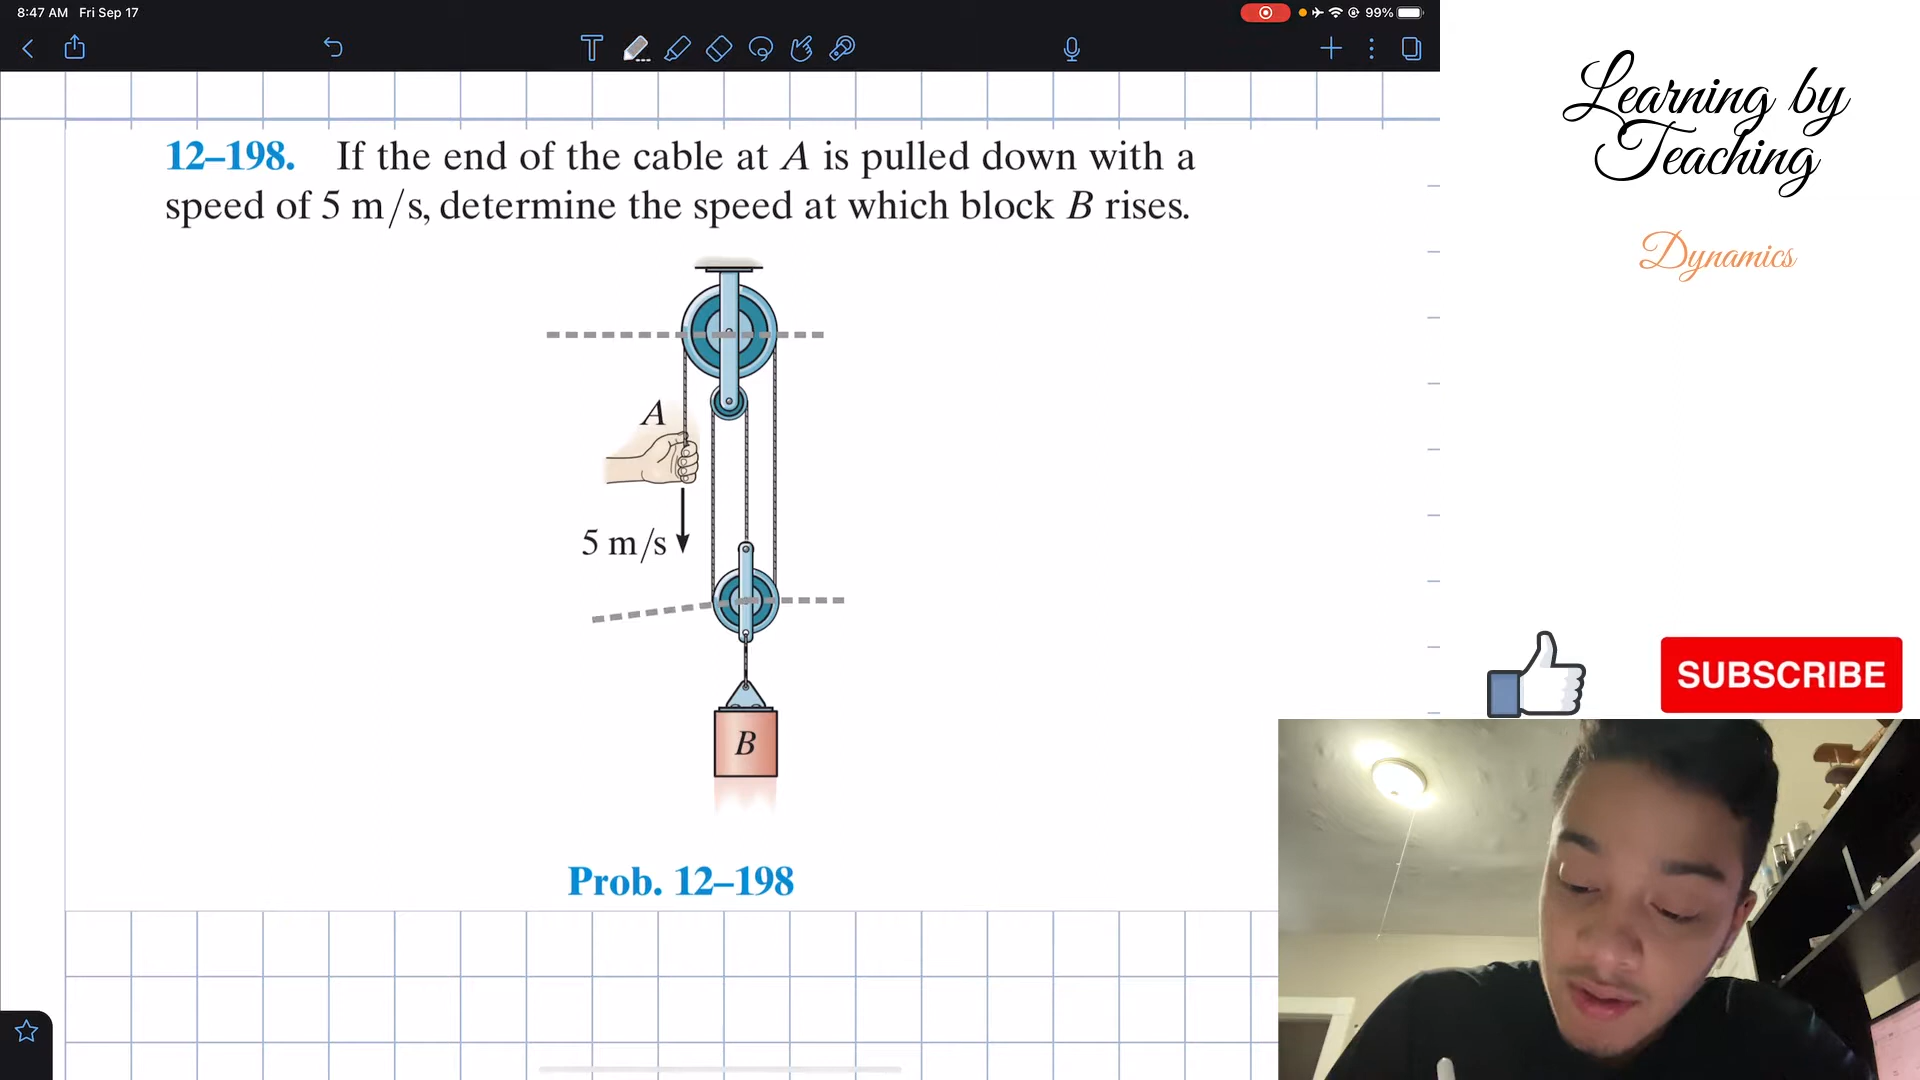 8:47 AM Fri Sep 17
99%
Learning by
Teaching
Dynamics
12–198. If the end of the cable at A is pulled down with a
speed of 5 m/s, determine the speed at which block B rises.
A
5 m/s
B
Prob. 12–198
SUBSCRIBE